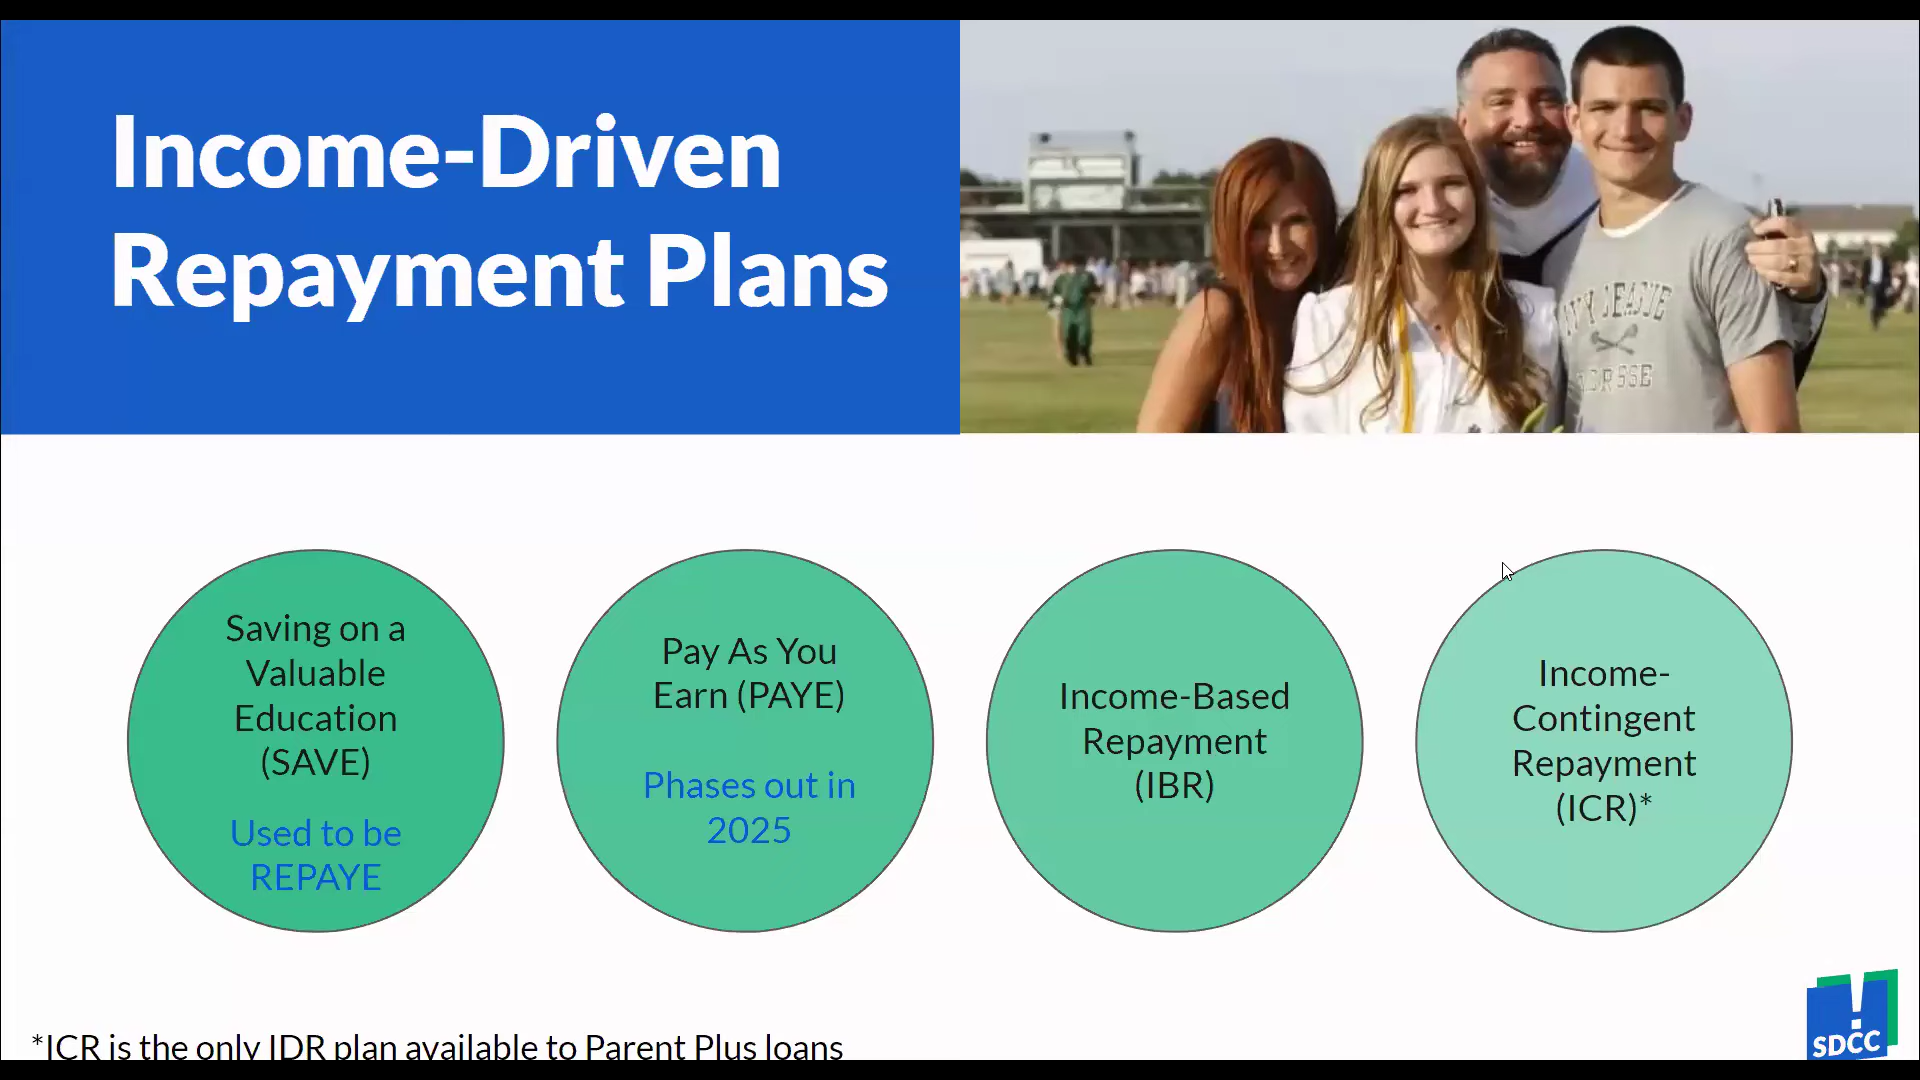 Income-Driven
Repayment Plans
LEAGUE
Saving on a
Valuable
Education
(SAVE)
Used to be
REPAYE
Pay As You
Earn (PAYE)
Phases out in
2025
Income-Based
Repayment
(IBR)
Income-
Contingent
Repayment
(ICR)*
*ICR is the only IDR plan available to Parent Plus loans
SDCC